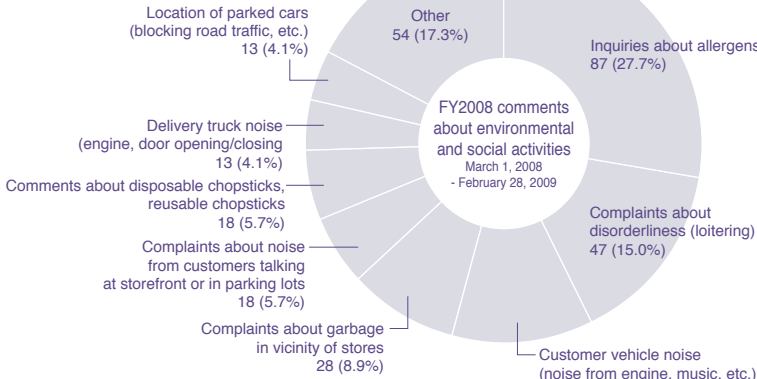 Location of parked cars
(blocking road traffic, etc.)
13 (4.1%)
Other
54 (17.3%)
Inquiries about allergens
87 (27.7%)
FY2008 comments
about environmental
and social activities
March 1, 2008
- February 28, 2009
Delivery truck noise
(engine, door opening/closing
13 (4.1%)
Comments about disposable chopsticks,
reusable chopsticks
18 (5.7%)
Complaints about
disorderliness (loitering)
47 (15.0%)
Complaints about noise
from customers talking
at storefront or in parking lots
18 (5.7%)
Complaints about garbage
in vicinity of stores
28 (8.9%)
Customer vehicle noise
(noise from engine, music, etc.)